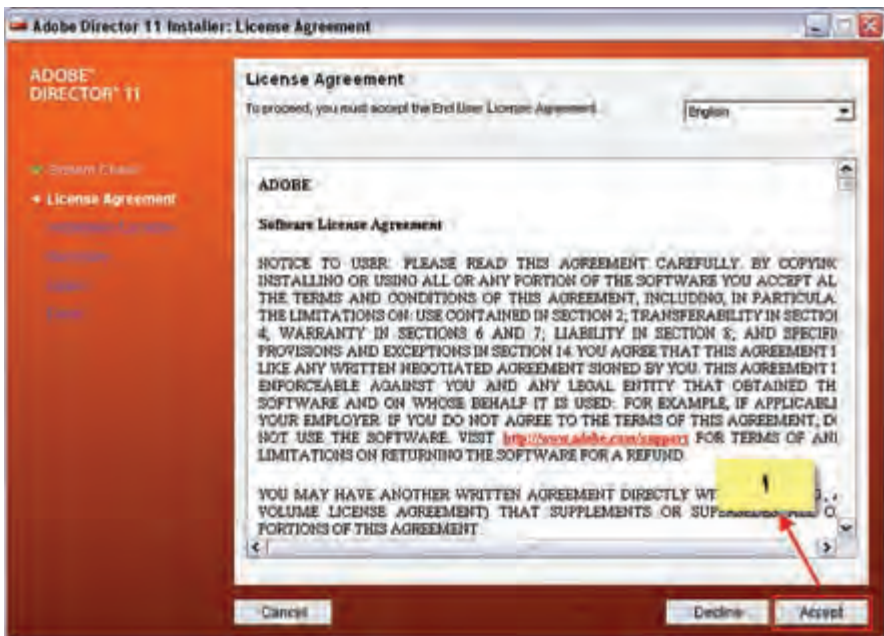 Adobe Director 11 Installer: License Agreement
ADOBE®
DIRECTOR® 11
System Check
License Agreement
License Agreement
To proceed, you must accept the End User License Agreement.
English
ADOBE
Software License Agreement
NOTICE TO USER: PLEASE READ THIS AGREEMENT CAREFULLY. BY COPYING
INSTALLING OR USING ALL OR ANY PORTION OF THE SOFTWARE YOU ACCEPT AL
THE TERMS AND CONDITIONS OF THIS AGREEMENT, INCLUDING, IN PARTICULA
THE LIMITATIONS ON: USE CONTAINED IN SECTION 2; TRANSFERABILITY IN SECTION
4; WARRANTY IN SECTIONS 6 AND 7; LIABILITY IN SECTION 8; AND SPECIFI
PROVISIONS AND EXCEPTIONS IN SECTION 14. YOU AGREE THAT THIS AGREEMENT I
LIKE ANY WRITTEN NEGOTIATED AGREEMENT SIGNED BY YOU. THIS AGREEMENT I
ENFORCEABLE AGAINST YOU AND ANY LEGAL ENTITY THAT OBTAINED TH
SOFTWARE AND ON WHOSE BEHALF IT IS USED: FOR EXAMPLE, IF APPLICABLE
YOUR EMPLOYER. IF YOU DO NOT AGREE TO THE TERMS OF THIS AGREEMENT, DO
NOT USE THE SOFTWARE. VISIT http://www.adobe.com/support FOR TERMS OF AND
LIMITATIONS ON RETURNING THE SOFTWARE FOR A REFUND.
YOU MAY HAVE ANOTHER WRITTEN AGREEMENT DIRECTLY
VOLUME LICENSE AGREEMENT) THAT SUPPLEMENTS OR
PORTIONS OF THIS AGREEMENT.
۱
Cancel
Decline
Accept